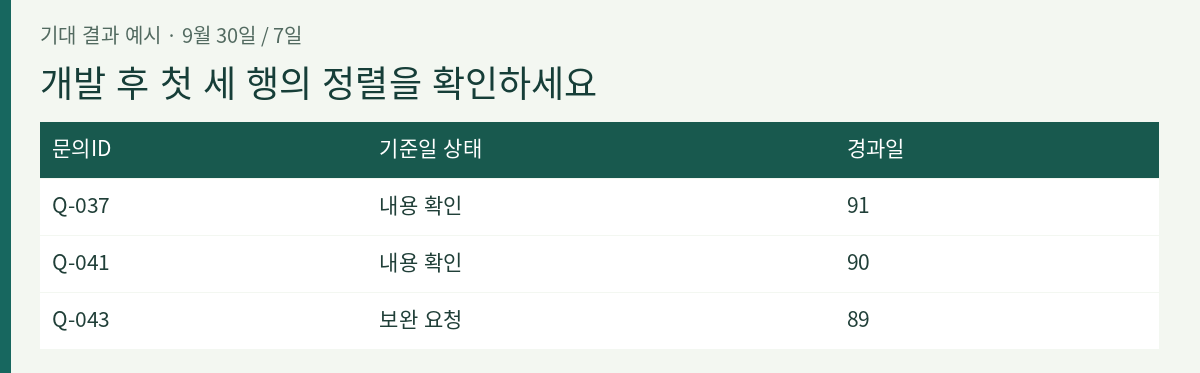 기대 결과 예시 · 9월 30일 / 7일
개발 후 첫 세 행의 정렬을 확인하세요
문의ID 기준일 상태 경과일
Q-037 내용 확인 91
Q-041 내용 확인 90
Q-043 보완 요청 89